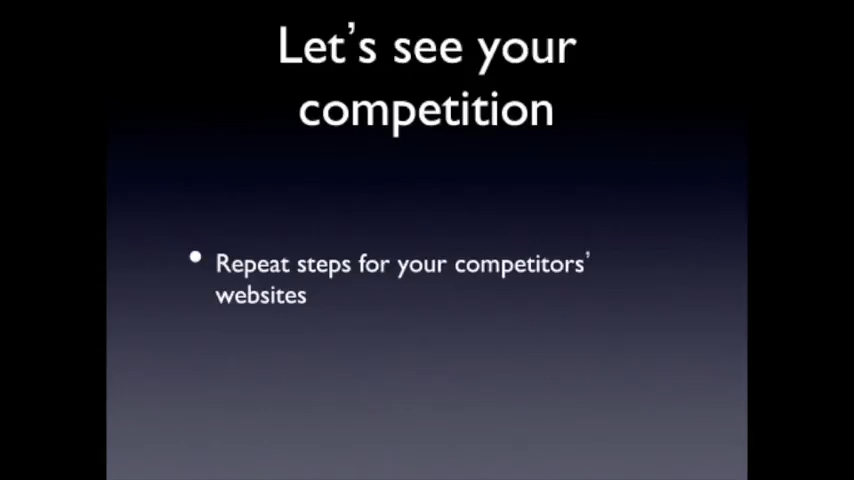 Let’s see your
competition
• Repeat steps for your competitors’
websites